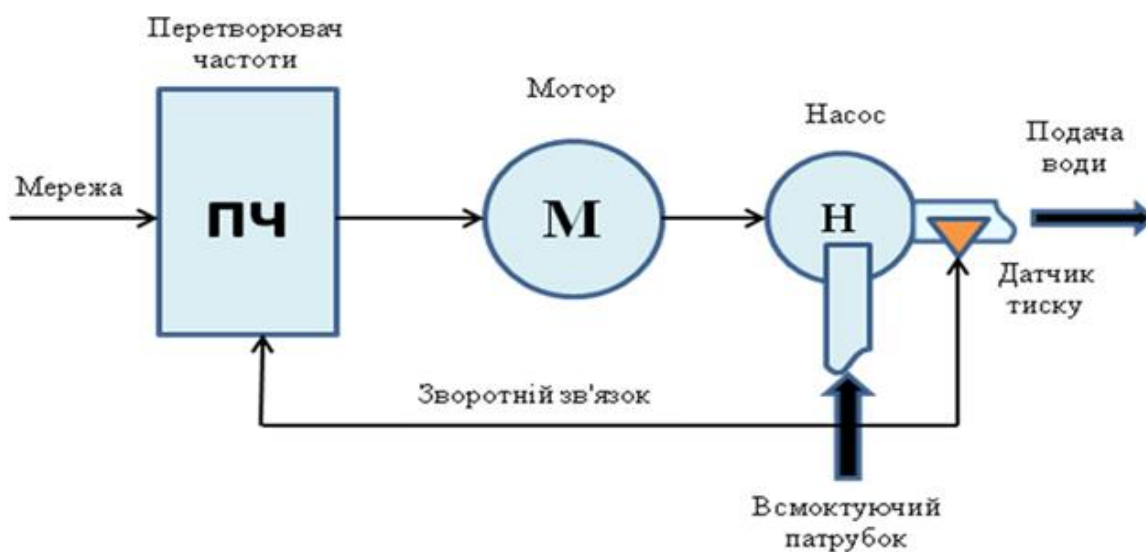 Перетворювач
частоти
Мотор
Насос
Подача
води
Мережа
ПЧ
М
Н
Датчик
тиску
Зворотній зв'язок
Всмоктуючий
патрубок